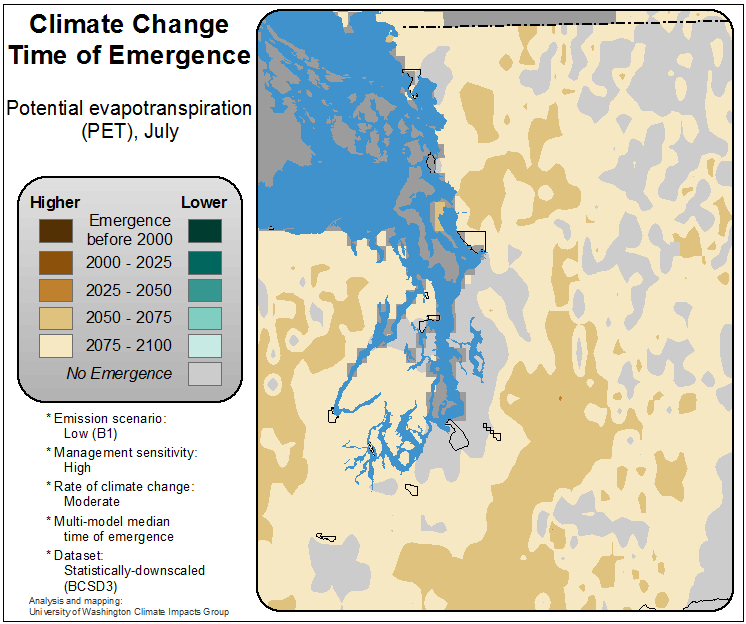 Climate Change
Time of Emergence
Potential evapotranspiration
(PET), July
Higher
Lower
Emergence
before 2000
2000 - 2025
2025 - 2050
2050 - 2075
2075 - 2100
No Emergence
* Emission scenario:
Low (B1)
* Management sensitivity:
High
* Rate of climate change:
Moderate
* Multi-model median
time of emergence
* Dataset:
Statistically-downscaled
(BCSD3)
Analysis and mapping:
University of Washington Climate Impacts Group